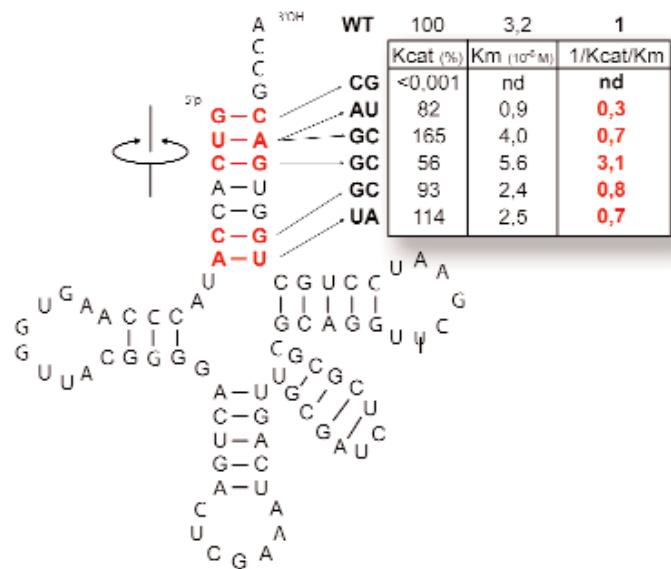 A 3'OH
C
C
G
WT 100 3,2 1
Kcat (%) Km 1/Kcat/Km
CG <0,001 nd nd
AU 82 0,9 0,3
GC 165 4,0 0,7
GC 56 5.6 3,1
GC 93 2,4 0,8
UA 114 2,5 0,7
5'p
G – C
U – A
C – G
A U
C G
C – G
A – U
U
A
C G U C C U A A G C
G C A G G U U
G G U G A A C C C A
U U A C G G G G
C G C G C U C
U G C G A U
A U
C – G
U – A
G – C
A – U
C A
U A
C A
G